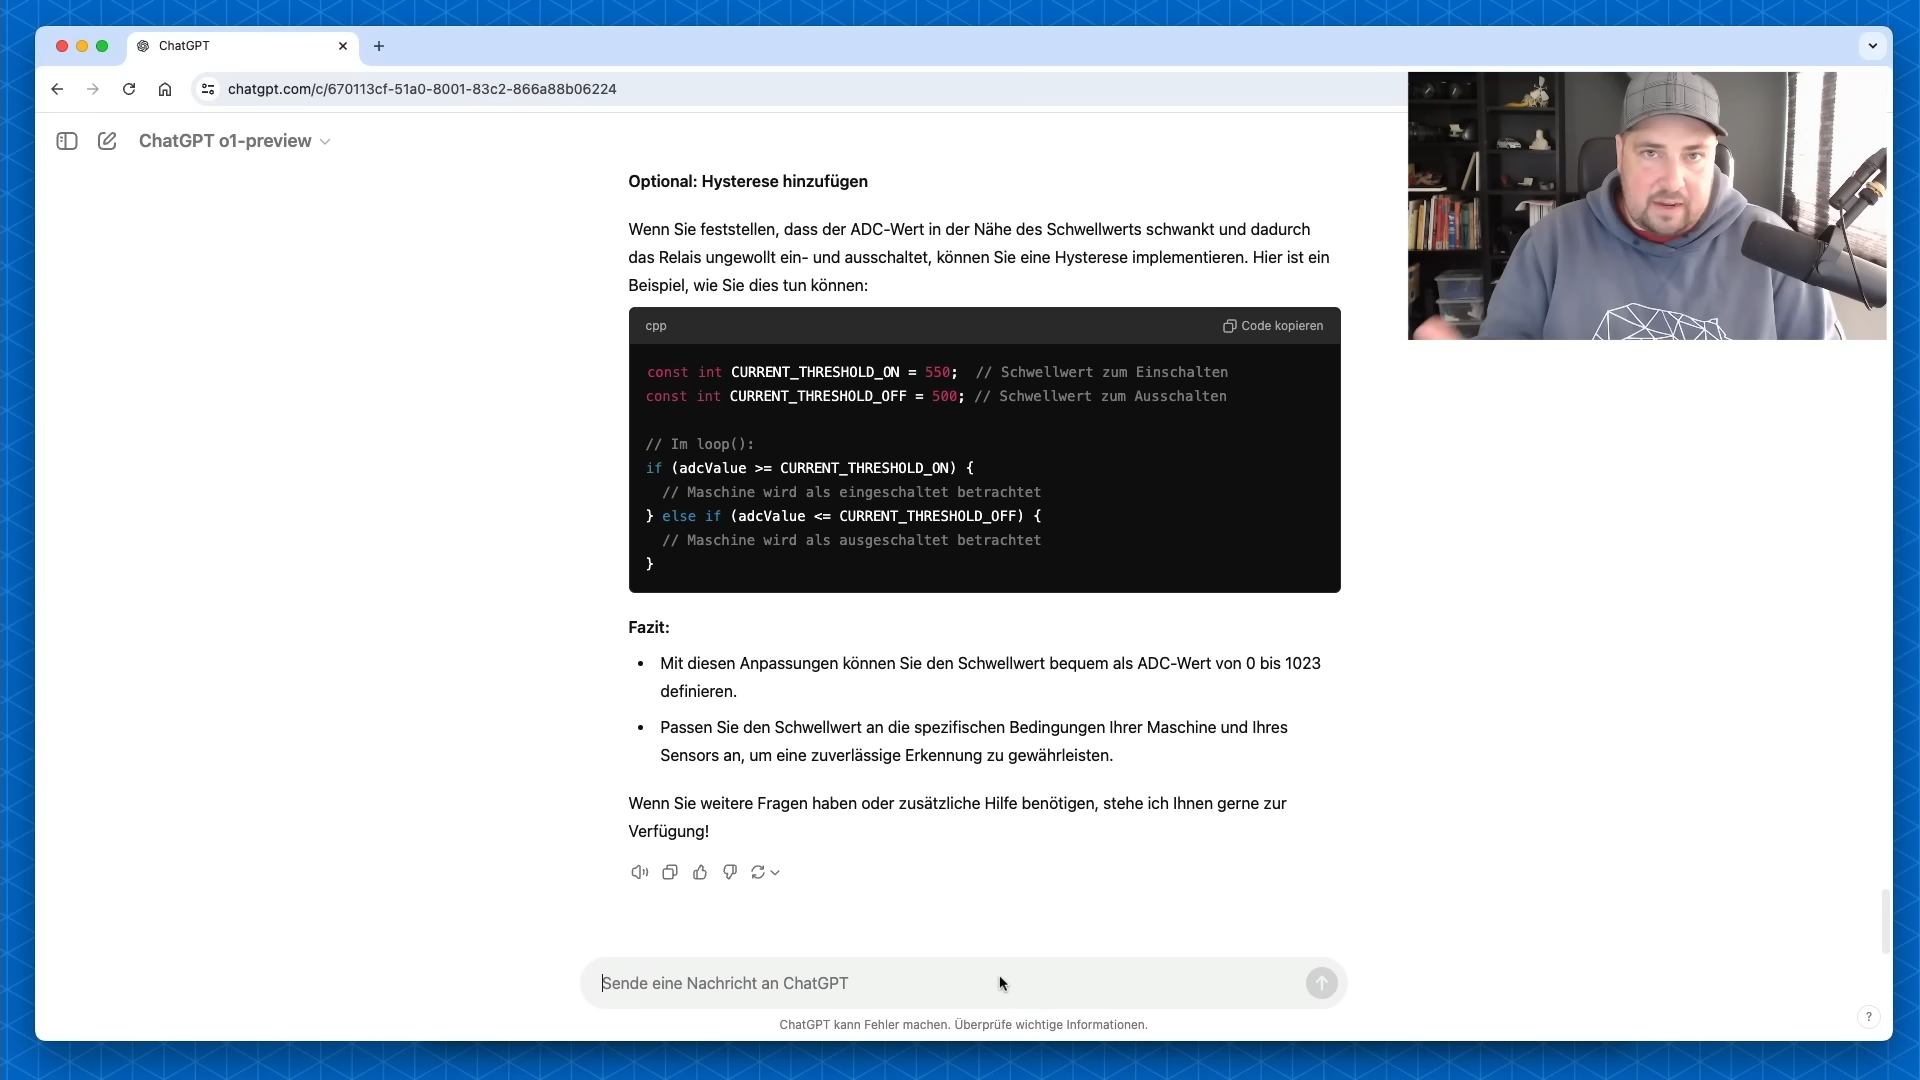 ChatGPT
chatgpt.com/c/670113cf-51a0-8001-83c2-866a88b06224
ChatGPT o1-preview
Optional: Hysterese hinzufügen
Wenn Sie feststellen, dass der ADC-Wert in der Nähe des Schwellwerts schwankt und dadurch
das Relais ungewollt ein- und ausschaltet, können Sie eine Hysterese implementieren. Hier ist ein
Beispiel, wie Sie dies tun können:
cpp
Code kopieren
const int CURRENT_THRESHOLD_ON = 550;  // Schwellwert zum Einschalten
const int CURRENT_THRESHOLD_OFF = 500; // Schwellwert zum Ausschalten
// Im loop():
if (adcValue >= CURRENT_THRESHOLD_ON) {
// Maschine wird als eingeschaltet betrachtet
} else if (adcValue <= CURRENT_THRESHOLD_OFF) {
// Maschine wird als ausgeschaltet betrachtet
}
Fazit:
• Mit diesen Anpassungen können Sie den Schwellwert bequem als ADC-Wert von 0 bis 1023
definieren.
• Passen Sie den Schwellwert an die spezifischen Bedingungen Ihrer Maschine und Ihres
Sensors an, um eine zuverlässige Erkennung zu gewährleisten.
Wenn Sie weitere Fragen haben oder zusätzliche Hilfe benötigen, stehe ich Ihnen gerne zur
Verfügung!
Sende eine Nachricht an ChatGPT
ChatGPT kann Fehler machen. Überprüfe wichtige Informationen.
?